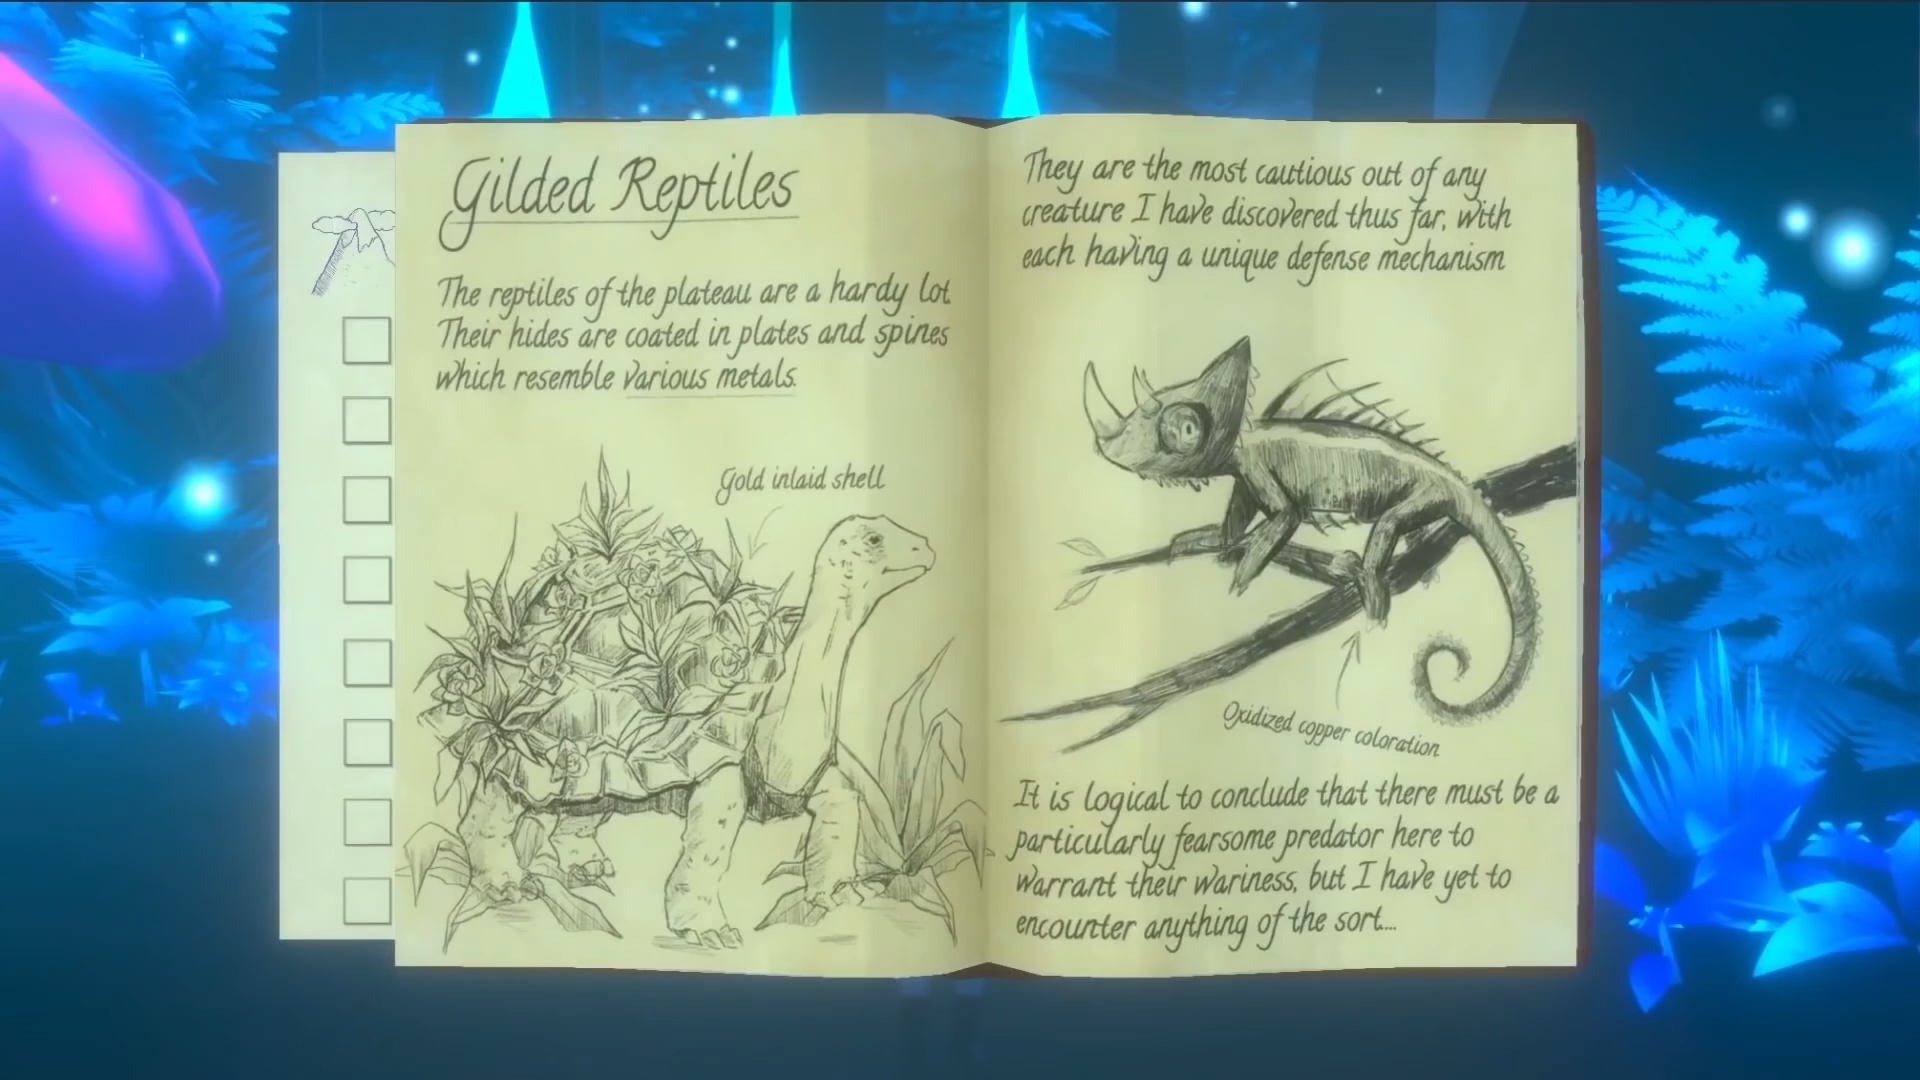 Gilded Reptiles
The reptiles of the plateau are a hardy lot.
Their hides are coated in plates and spines
which resemble various metals.
Gold inlaid shell
They are the most cautious out of any
creature I have discovered thus far, with
each having a unique defense mechanism
Oxidized copper coloration
It is logical to conclude that there must be a
particularly fearsome predator here to
warrant their wariness, but I have yet to
encounter anything of the sort....